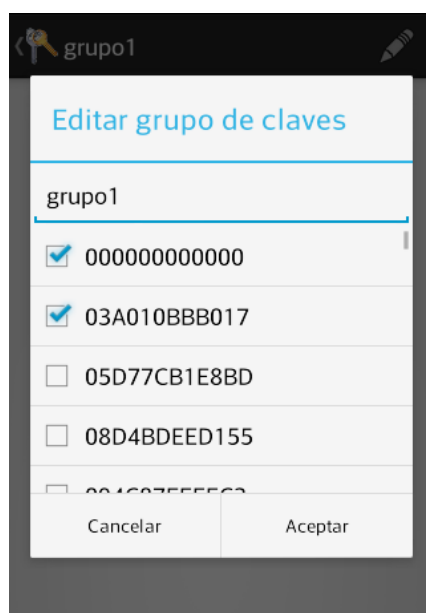 grupo1
Editar grupo de claves
grupo1
000000000000
03A010BBB017
05D77CB1E8BD
08D4BDEED155
Cancelar
Aceptar